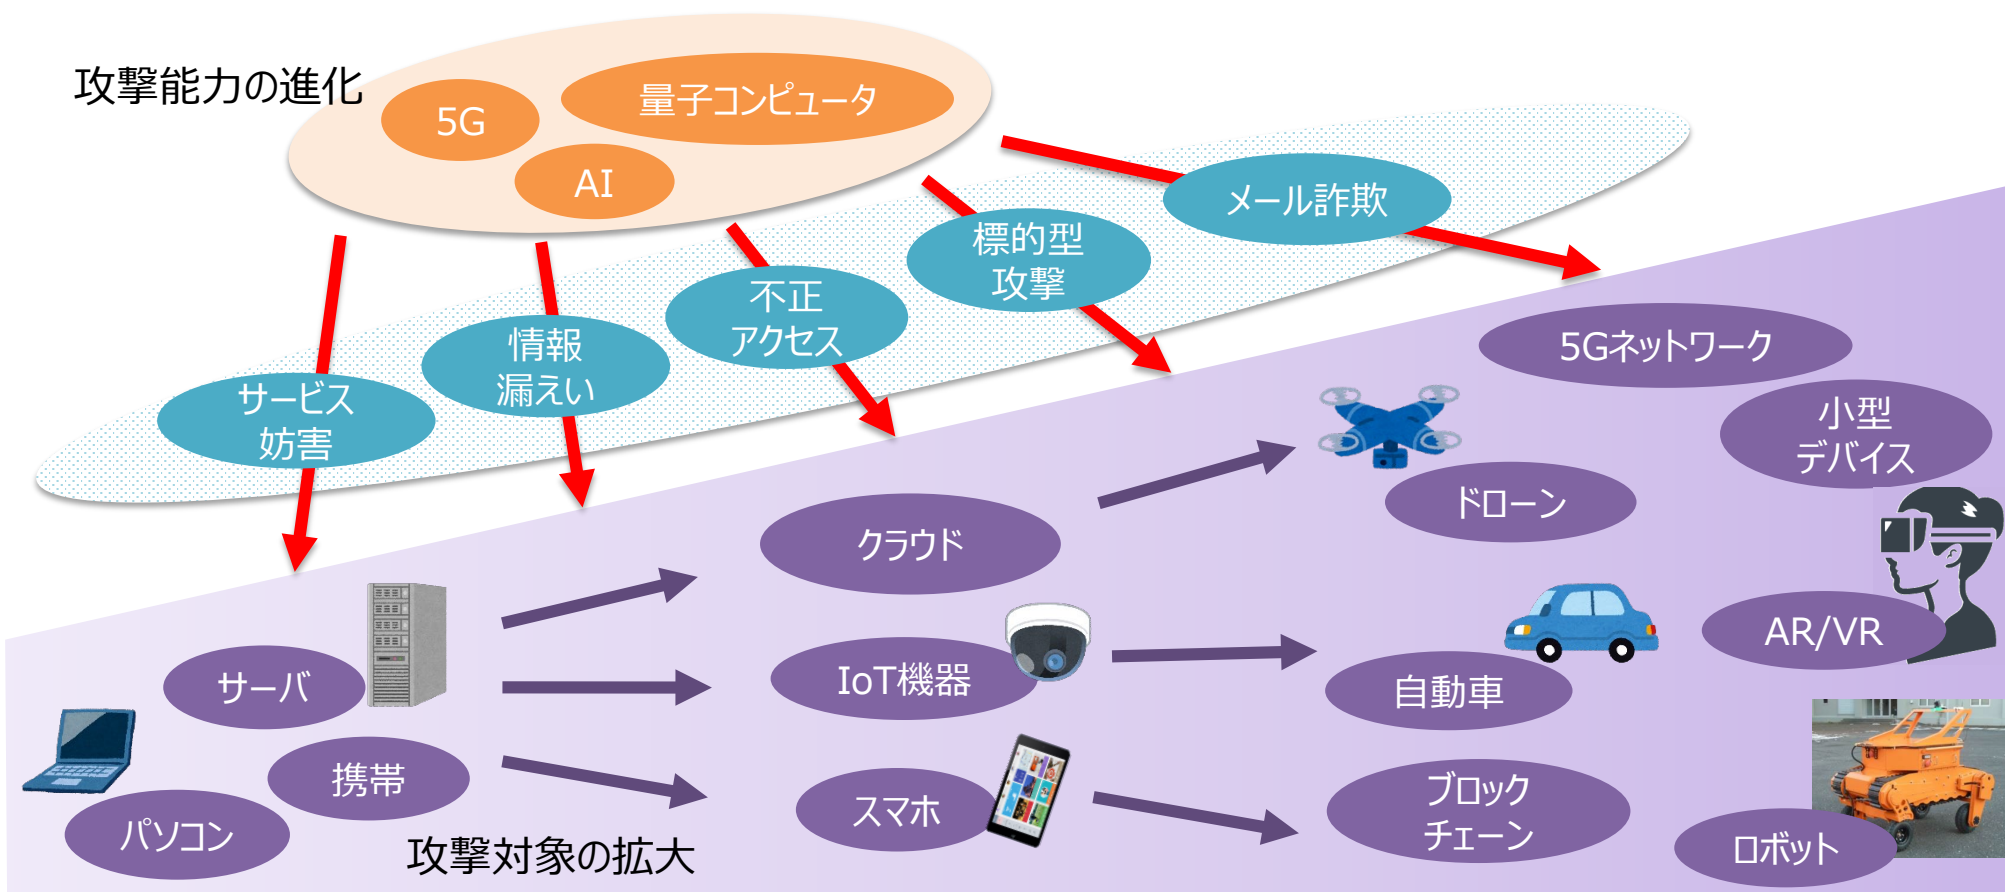 攻撃能力の進化
5G
量子コンピュータ
AI
メール詐欺
標的型
攻撃
不正
アクセス
情報
漏えい
サービス
妨害
5Gネットワーク
小型
デバイス
ドローン
クラウド
AR/VR
サーバ
IoT機器
自動車
携帯
スマホ
ブロック
チェーン
パソコン
ロボット
攻撃対象の拡大